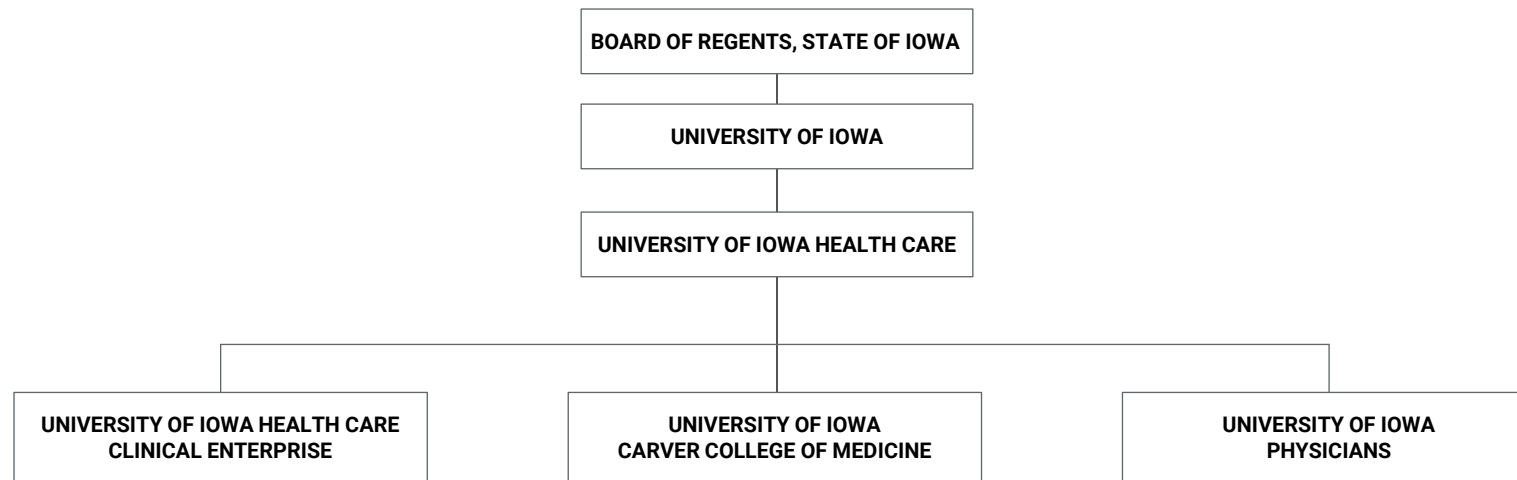 BOARD OF REGENTS, STATE OF IOWA
UNIVERSITY OF IOWA
UNIVERSITY OF IOWA HEALTH CARE
UNIVERSITY OF IOWA HEALTH CARE
CLINICAL ENTERPRISE
UNIVERSITY OF IOWA
CARVER COLLEGE OF MEDICINE
UNIVERSITY OF IOWA
PHYSICIANS